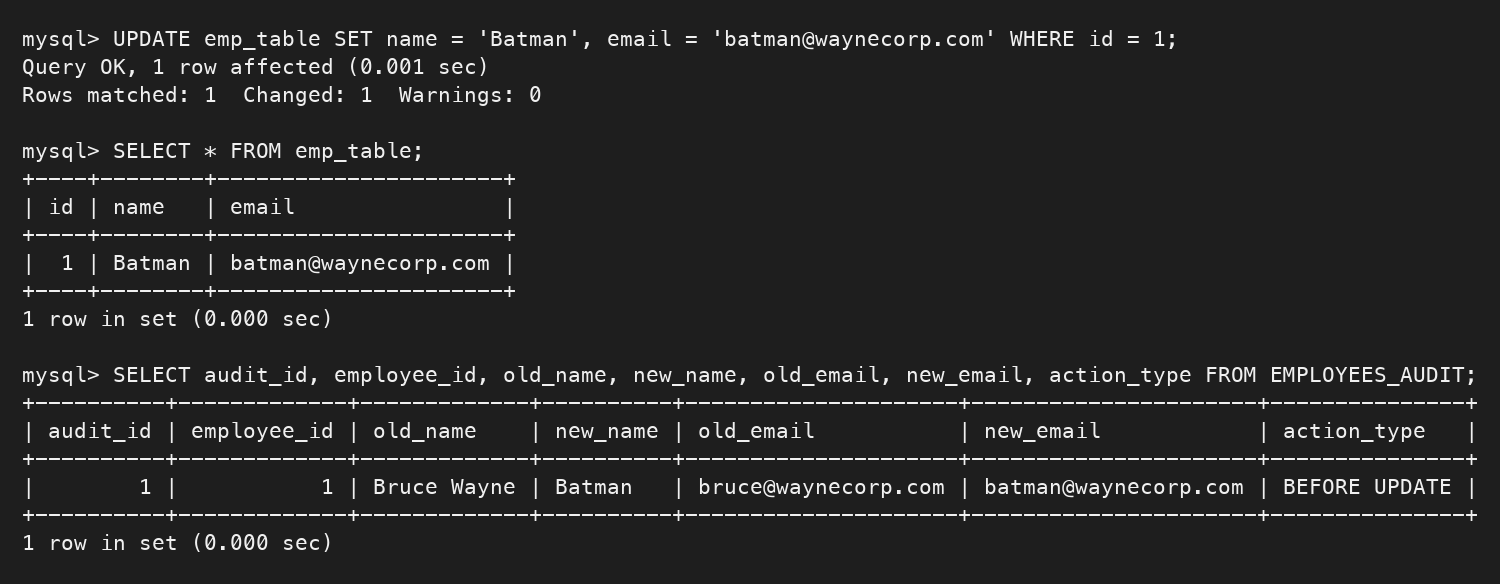 mysql> UPDATE emp_table SET name = 'Batman', email = 'batman@waynecorp.com' WHERE id = 1;
Query OK, 1 row affected (0.001 sec)
Rows matched: 1  Changed: 1  Warnings: 0

mysql> SELECT * FROM emp_table;
+----+--------+----------------------+
| id | name   | email                |
+----+--------+----------------------+
|  1 | Batman | batman@waynecorp.com |
+----+--------+----------------------+
1 row in set (0.000 sec)

mysql> SELECT audit_id, employee_id, old_name, new_name, old_email, new_email, action_type FROM EMPLOYEES_AUDIT;
+----------+-------------+-------------+----------+---------------------+----------------------+---------------+
| audit_id | employee_id | old_name    | new_name | old_email           | new_email            | action_type   |
+----------+-------------+-------------+----------+---------------------+----------------------+---------------+
|        1 |           1 | Bruce Wayne | Batman   | bruce@waynecorp.com | batman@waynecorp.com | BEFORE UPDATE |
+----------+-------------+-------------+----------+---------------------+----------------------+---------------+
1 row in set (0.000 sec)